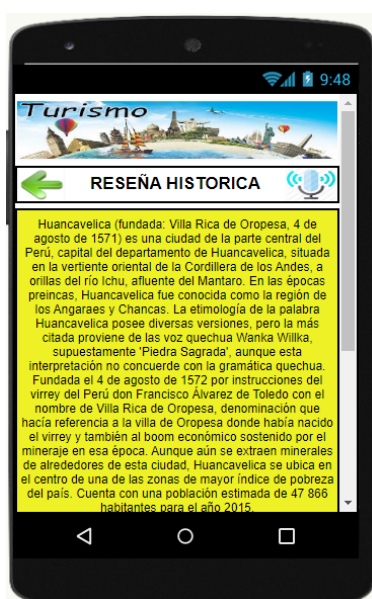 9:48
Turismo
RESEÑA HISTORICA
Huancavelica (fundada: Villa Rica de Oropesa, 4 de
agosto de 1571) es una ciudad de la parte central del
Perú, capital del departamento de Huancavelica, situada
en la vertiente oriental de la Cordillera de los Andes, a
orillas del río Ichu, afluente del Mantaro. En las épocas
preincas, Huancavelica fue conocida como la región de
los Angaraes y Chancas. La etimología de la palabra
Huancavelica posee diversas versiones, pero la más
citada proviene de las voz quechua Wanka Willka,
supuestamente 'Piedra Sagrada', aunque esta
interpretación no concuerde con la gramática quechua.
Fundada el 4 de agosto de 1572 por instrucciones del
virrey del Perú don Francisco Álvarez de Toledo con el
nombre de Villa Rica de Oropesa, denominación que
hacía referencia a la villa de Oropesa donde había nacido
el virrey y también al boom económico sostenido por el
mineraje en esa época. Aunque aún se extraen minerales
de alrededores de esta ciudad, Huancavelica se ubica en
el centro de una de las zonas de mayor índice de pobreza
del país. Cuenta con una población estimada de 47 866
habitantes para el año 2015.